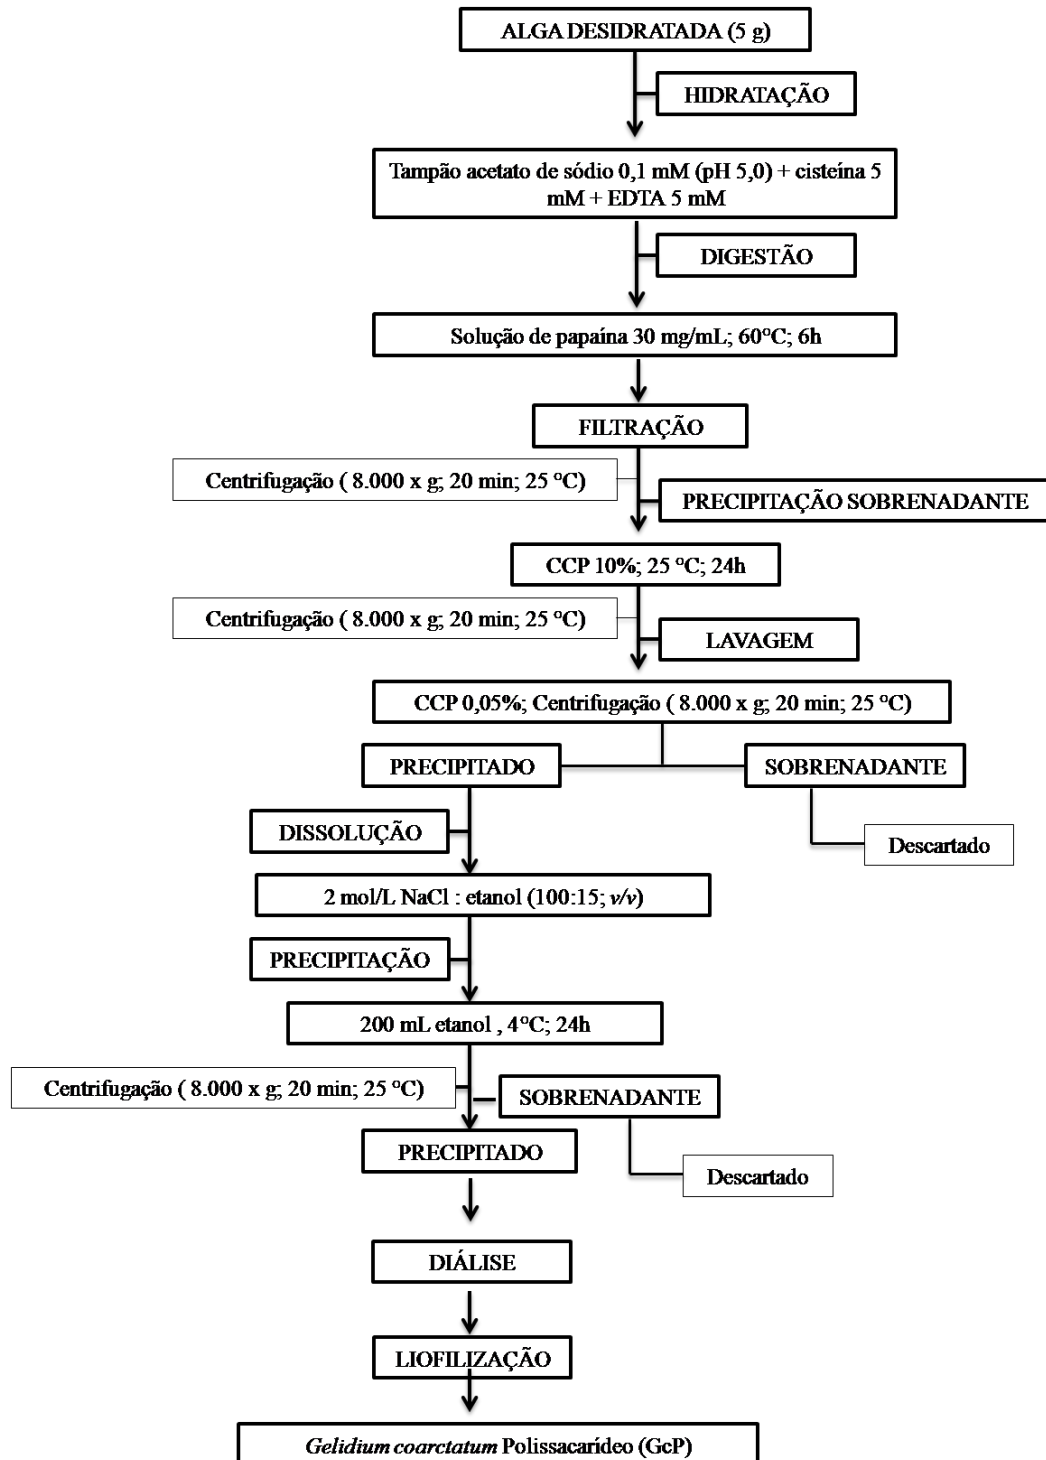 ALGA DESIDRATADA (5 g)
HIDRATAÇÃO
Tampão acetato de sódio 0,1 mM (pH 5,0) + cisteína 5
mM + EDTA 5 mM
DIGESTÃO
Solução de papaína 30 mg/mL; 60°C; 6h
FILTRAÇÃO
Centrifugação ( 8.000 x g; 20 min; 25 °C)
PRECIPITAÇÃO SOBRENADANTE
CCP 10%; 25 °C; 24h
Centrifugação ( 8.000 x g; 20 min; 25 °C)
LAVAGEM
CCP 0,05%; Centrifugação ( 8.000 x g; 20 min; 25 °C)
PRECIPITADO
SOBRENADANTE
DISSOLUÇÃO
Descartado
2 mol/L NaCl : etanol (100:15; v/v)
PRECIPITAÇÃO
200 mL etanol , 4°C; 24h
Centrifugação ( 8.000 x g; 20 min; 25 °C)
SOBRENADANTE
PRECIPITADO
Descartado
DIÁLISE
LIOFILIZAÇÃO
Gelidium coarctatum Polissacarídeo (GcP)